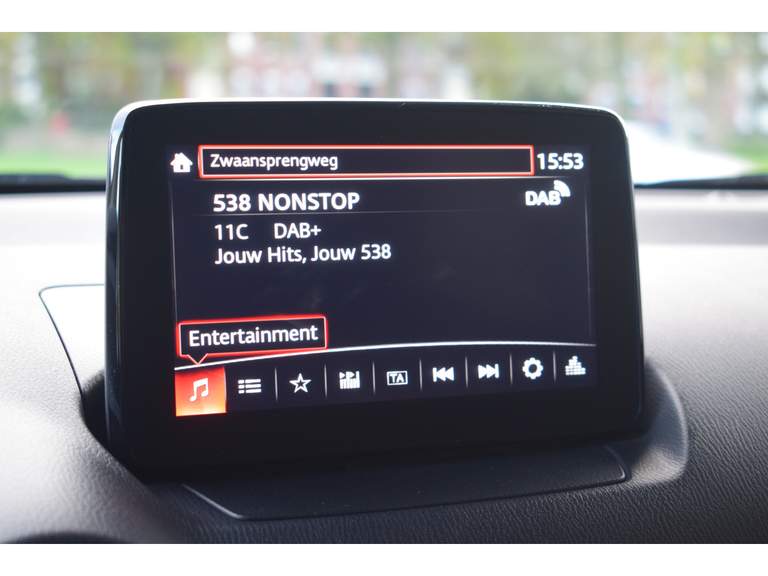 Zwaansprengweg 15:53
538 NONSTOP DAB
11C DAB+
Jouw Hits, Jouw 538
Entertainment
TA